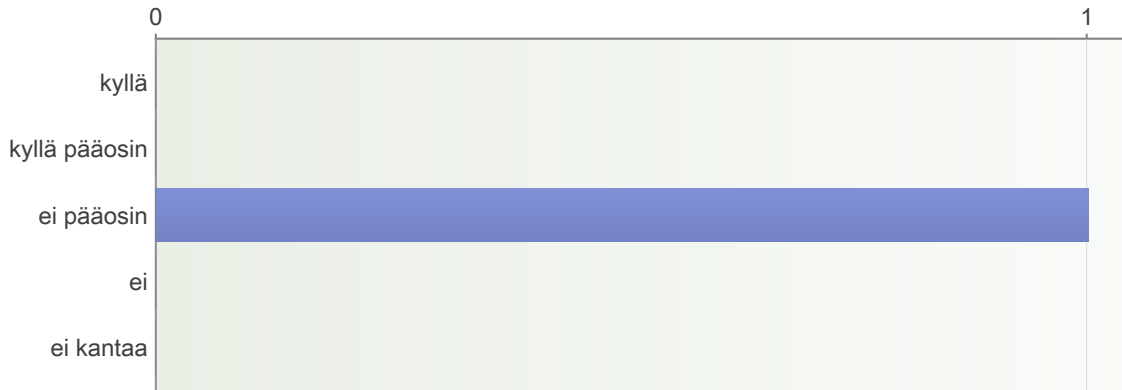 0 1
kyllä
kyllä pääosin
ei pääosin
ei
ei kantaa